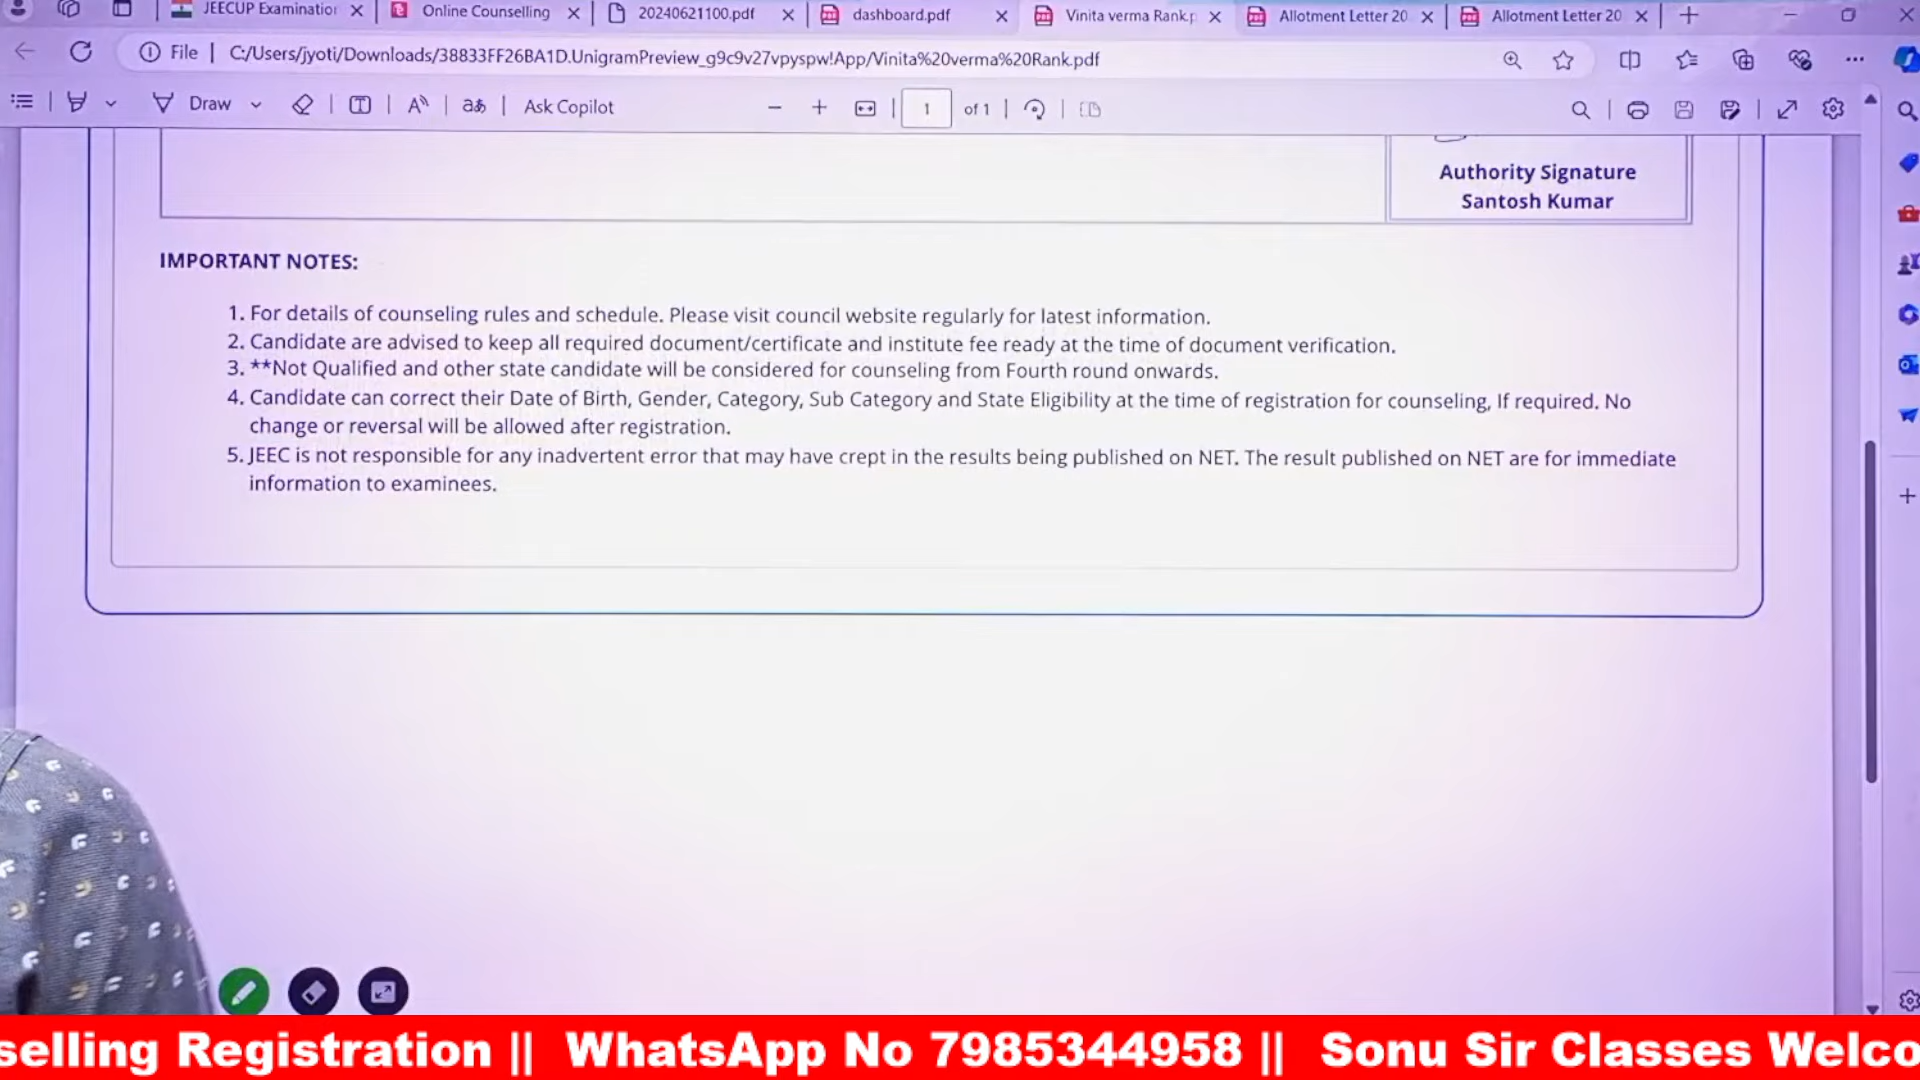 JEECUP Examination
Online Counselling
20240621100.pdf
dashboard.pdf
Vinita verma Rank.p
Allotment Letter 20
Allotment Letter 20
File
C:/Users/jyoti/Downloads/38833FF26BA1D.UnigramPreview_g9c9v27vpyspw!App/Vinita%20verma%20Rank.pdf
Draw
aあ
Ask Copilot
1
of 1
Authority Signature
Santosh Kumar
IMPORTANT NOTES:
1. For details of counseling rules and schedule. Please visit council website regularly for latest information.
2. Candidate are advised to keep all required document/certificate and institute fee ready at the time of document verification.
3. **Not Qualified and other state candidate will be considered for counseling from Fourth round onwards.
4. Candidate can correct their Date of Birth, Gender, Category, Sub Category and State Eligibility at the time of registration for counseling, If required. No
change or reversal will be allowed after registration.
5. JEEC is not responsible for any inadvertent error that may have crept in the results being published on NET. The result published on NET are for immediate
information to examinees.
selling Registration || WhatsApp No 7985344958 || Sonu Sir Classes Welco